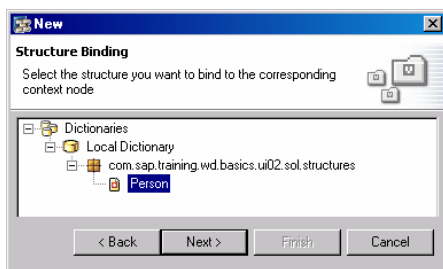 New
Structure Binding
Select the structure you want to bind to the corresponding
context node
Dictionaries
Local Dictionary
com.sap.training.wd.basics.ui02.sol.structures
Person
< Back Next > Finish Cancel